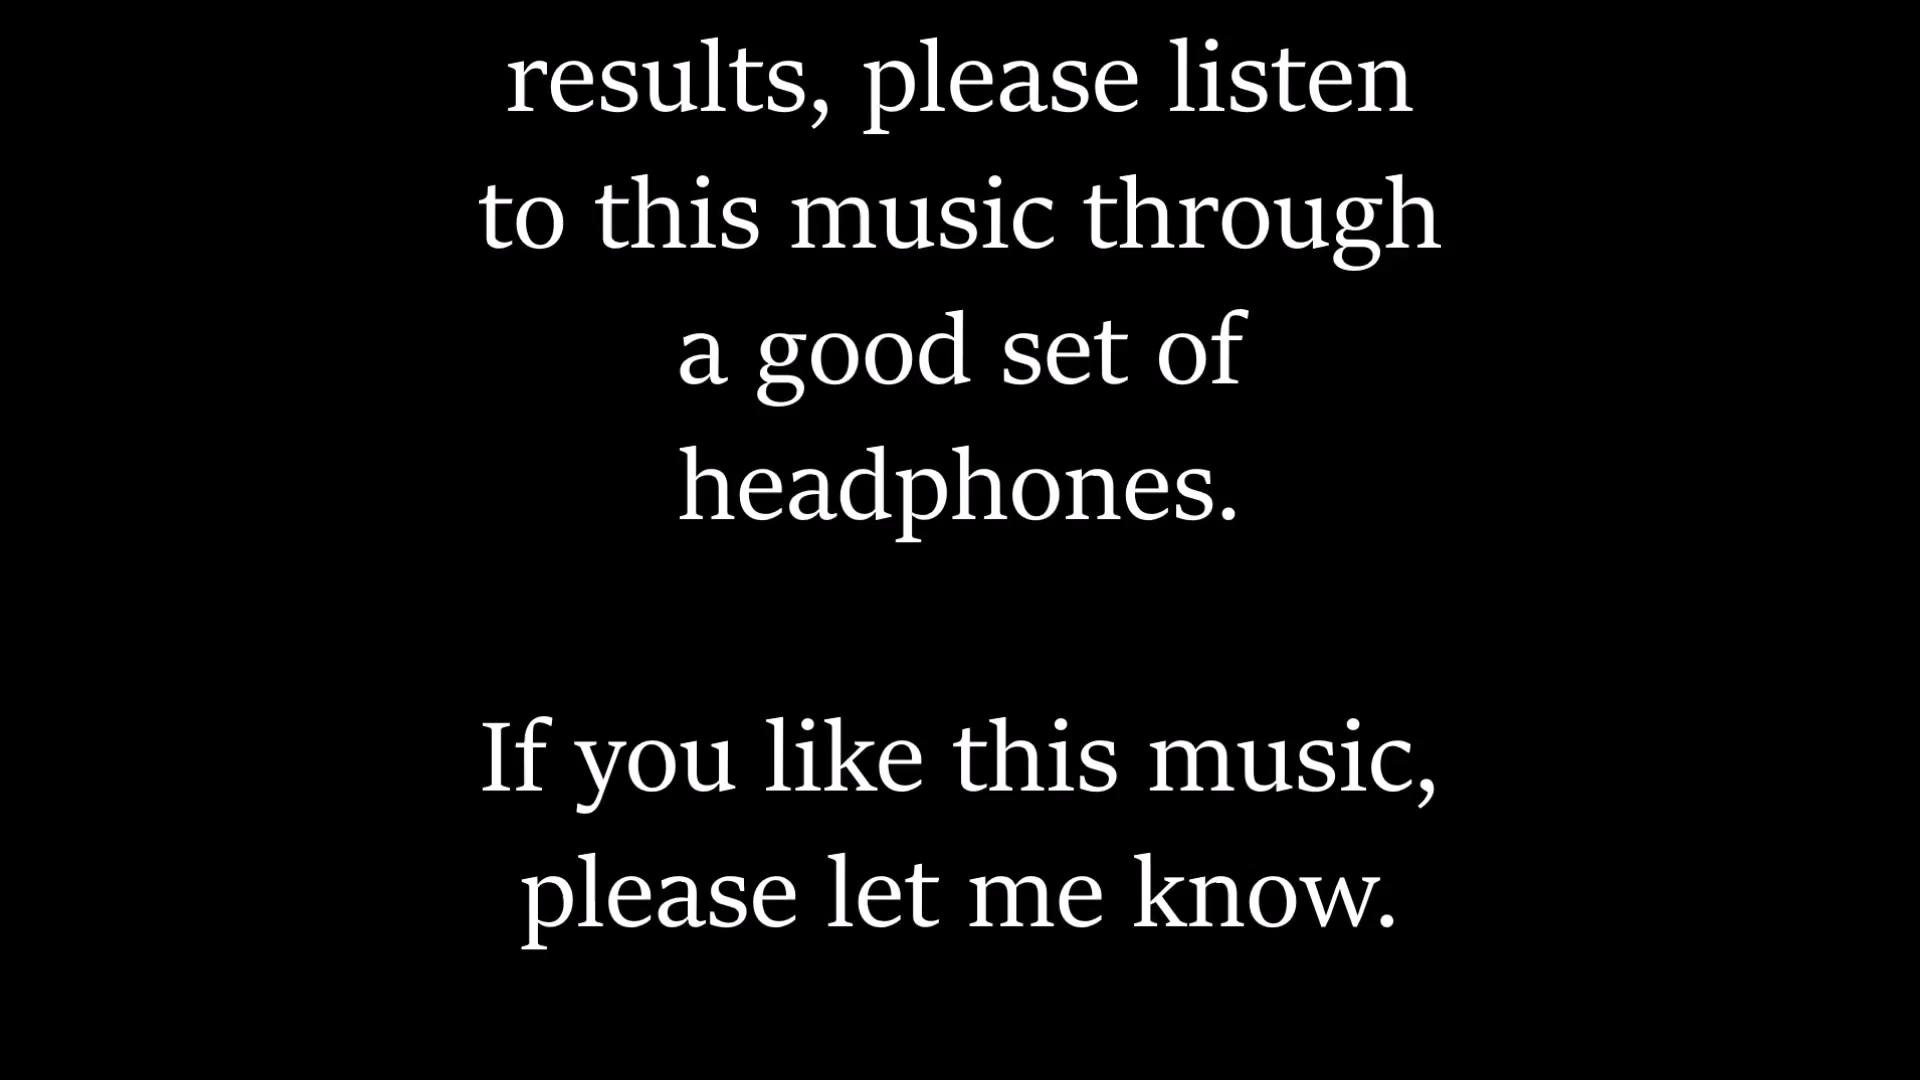 results, please listen
to this music through
a good set of
headphones.
If you like this music,
please let me know.